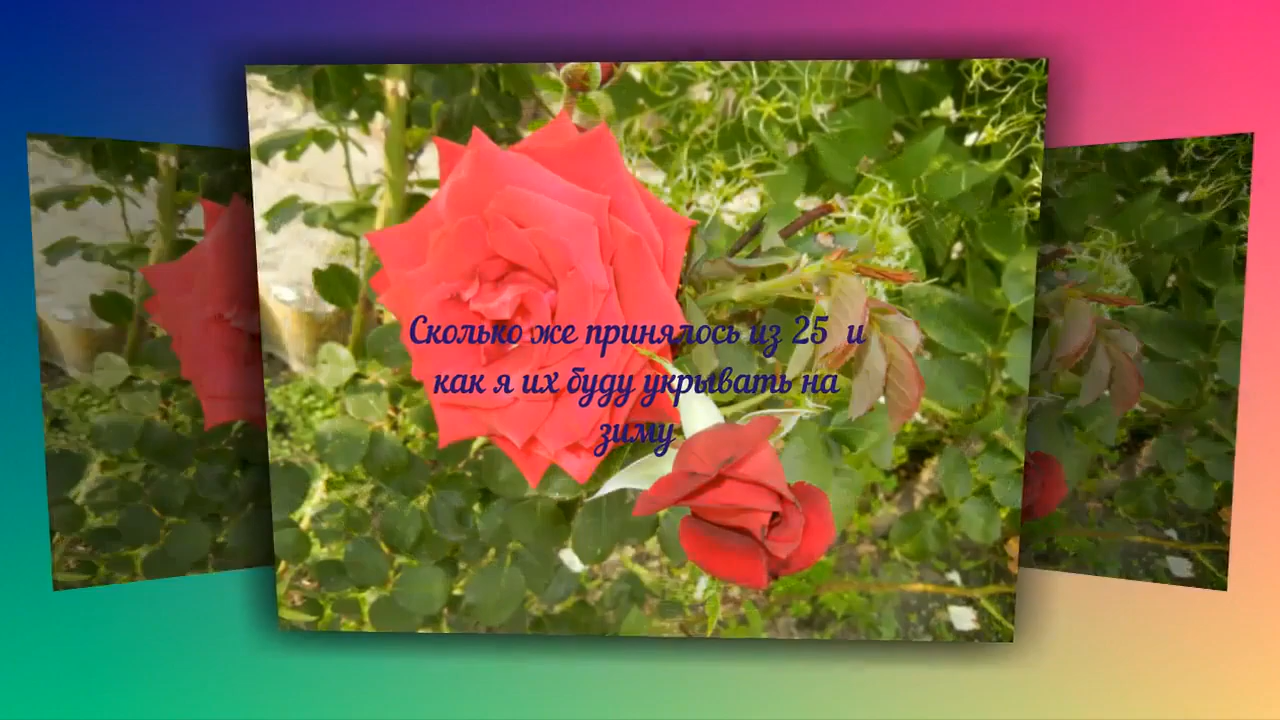 Сколько же принялось из 25 и
как я их буду укрывать на
зиму